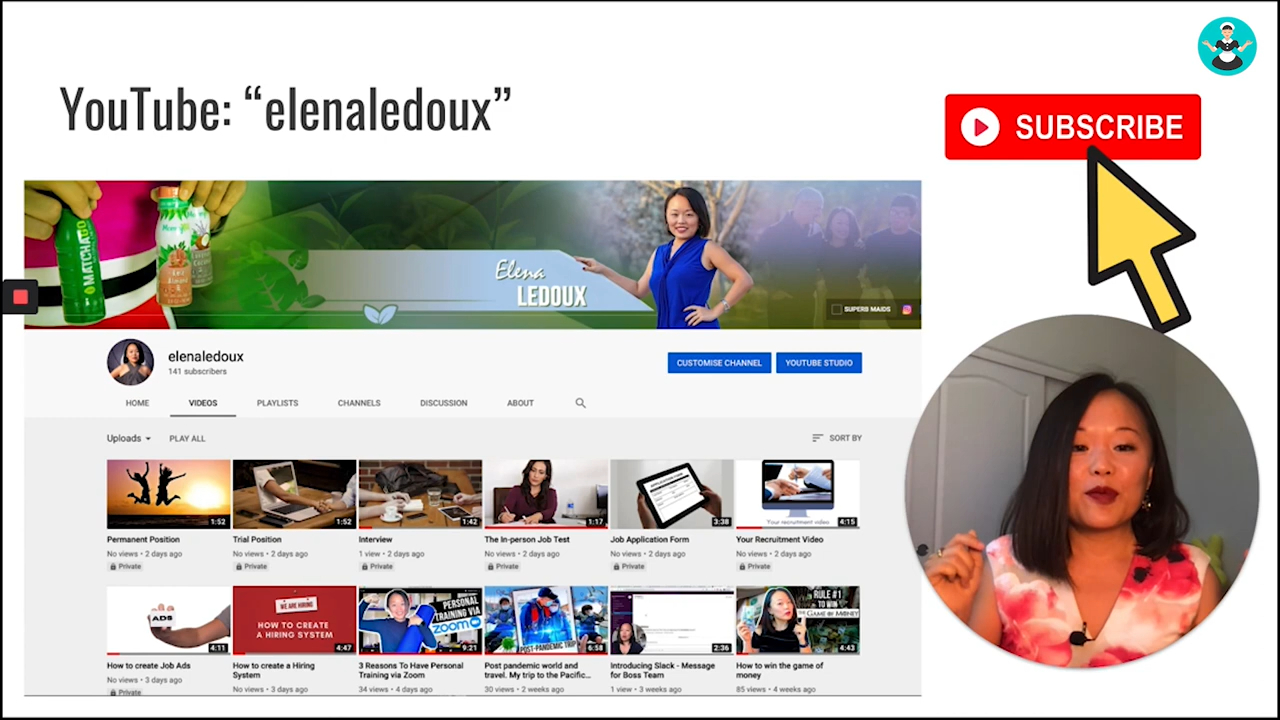 YouTube: “elenaledoux”
SUBSCRIBE
MATCHA
Elena
LEDOUX
SUPERB MAIDS
elenaledoux
141 subscribers
CUSTOMISE CHANNEL
YOUTUBE STUDIO
HOME VIDEOS PLAYLISTS CHANNELS DISCUSSION ABOUT
Uploads PLAY ALL SORT BY
1:52 1:52 1:42 1:17 3:38 4:15
Your recruitment video
Permanent Position Trial Position Interview The In-person Job Test Job Application Form Your Recruitment Video
No views • 2 days ago No views • 2 days ago 1 view • 2 days ago No views • 2 days ago No views • 2 days ago No views • 2 days ago
Private Private Private Private Private Private
ADS
WE ARE HIRING
HOW TO CREATE
A HIRING SYSTEM
PERSONAL
TRAINING VIA
ZOOM
POST-PANDEMIC TRIP
RULE #1
TO WIN
THE GAME OF MONEY
4:11 4:47 9:21 6:58 2:36 4:43
How to create Job Ads How to create a Hiring 3 Reasons To Have Personal Post pandemic world and Introducing Slack - Message How to win the game of
System Training via Zoom travel. My trip to the Pacific... for Boss Team money
No views • 3 days ago No views • 3 days ago 34 views • 4 days ago 30 views • 2 weeks ago 1 view • 3 weeks ago 85 views • 4 weeks ago
Private